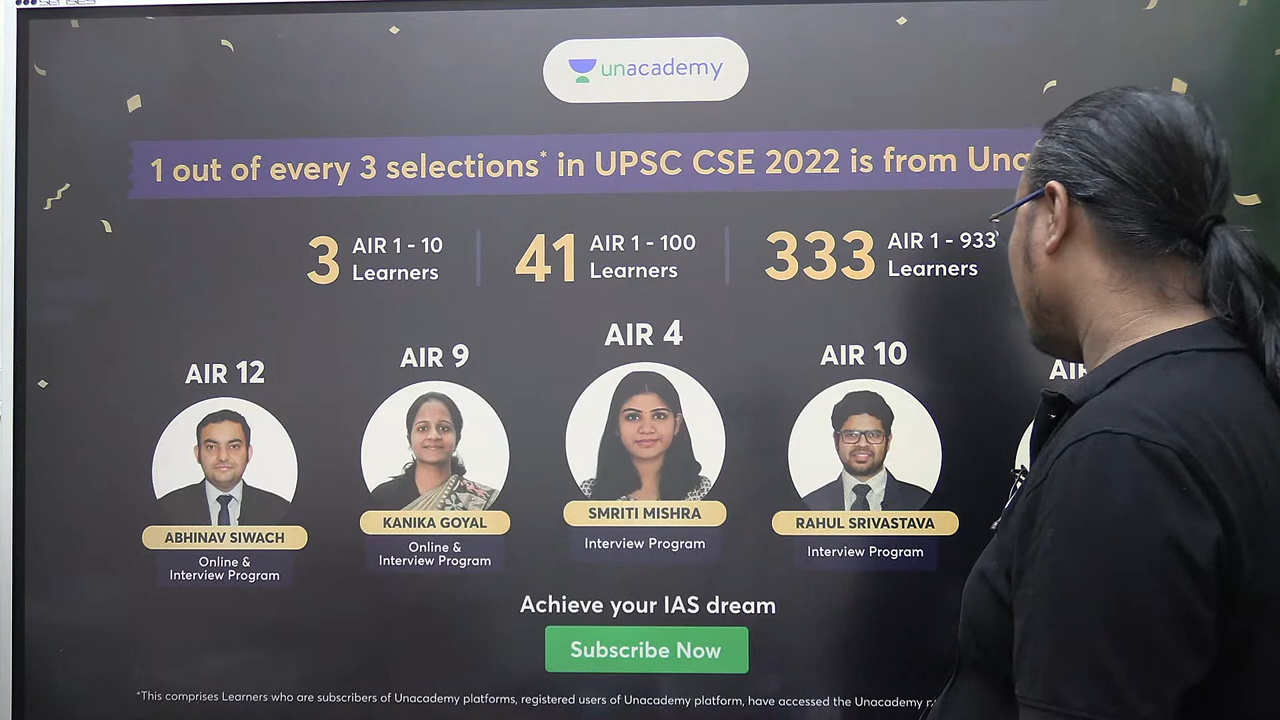 unacademy
1 out of every 3 selections* in UPSC CSE 2022 is from
3 AIR 1 - 10 Learners
41 AIR 1 - 100 Learners
333 AIR 1 - 933 Learners
AIR 12
AIR 9
AIR 4
AIR 10
ABHINAV SIWACH
Online &
Interview Program
KANIKA GOYAL
Online &
Interview Program
SMRITI MISHRA
Interview Program
RAHUL SRIVASTAVA
Interview Program
Achieve your IAS dream
Subscribe Now
*This comprises Learners who are subscribers of Unacademy platforms, registered users of Unacademy platform, have accessed the Unacademy